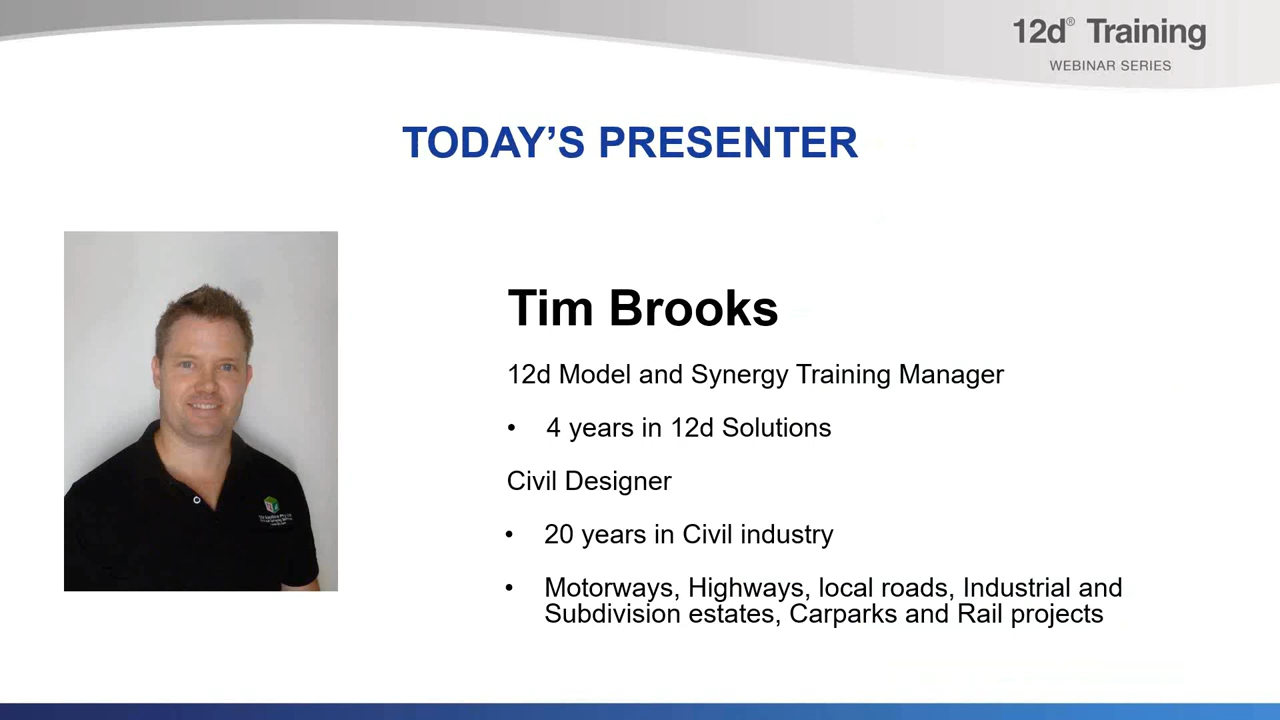 12d® Training
WEBINAR SERIES
TODAY’S PRESENTER
Tim Brooks
12d Model and Synergy Training Manager
• 4 years in 12d Solutions
Civil Designer
• 20 years in Civil industry
• Motorways, Highways, local roads, Industrial and
Subdivision estates, Carparks and Rail projects